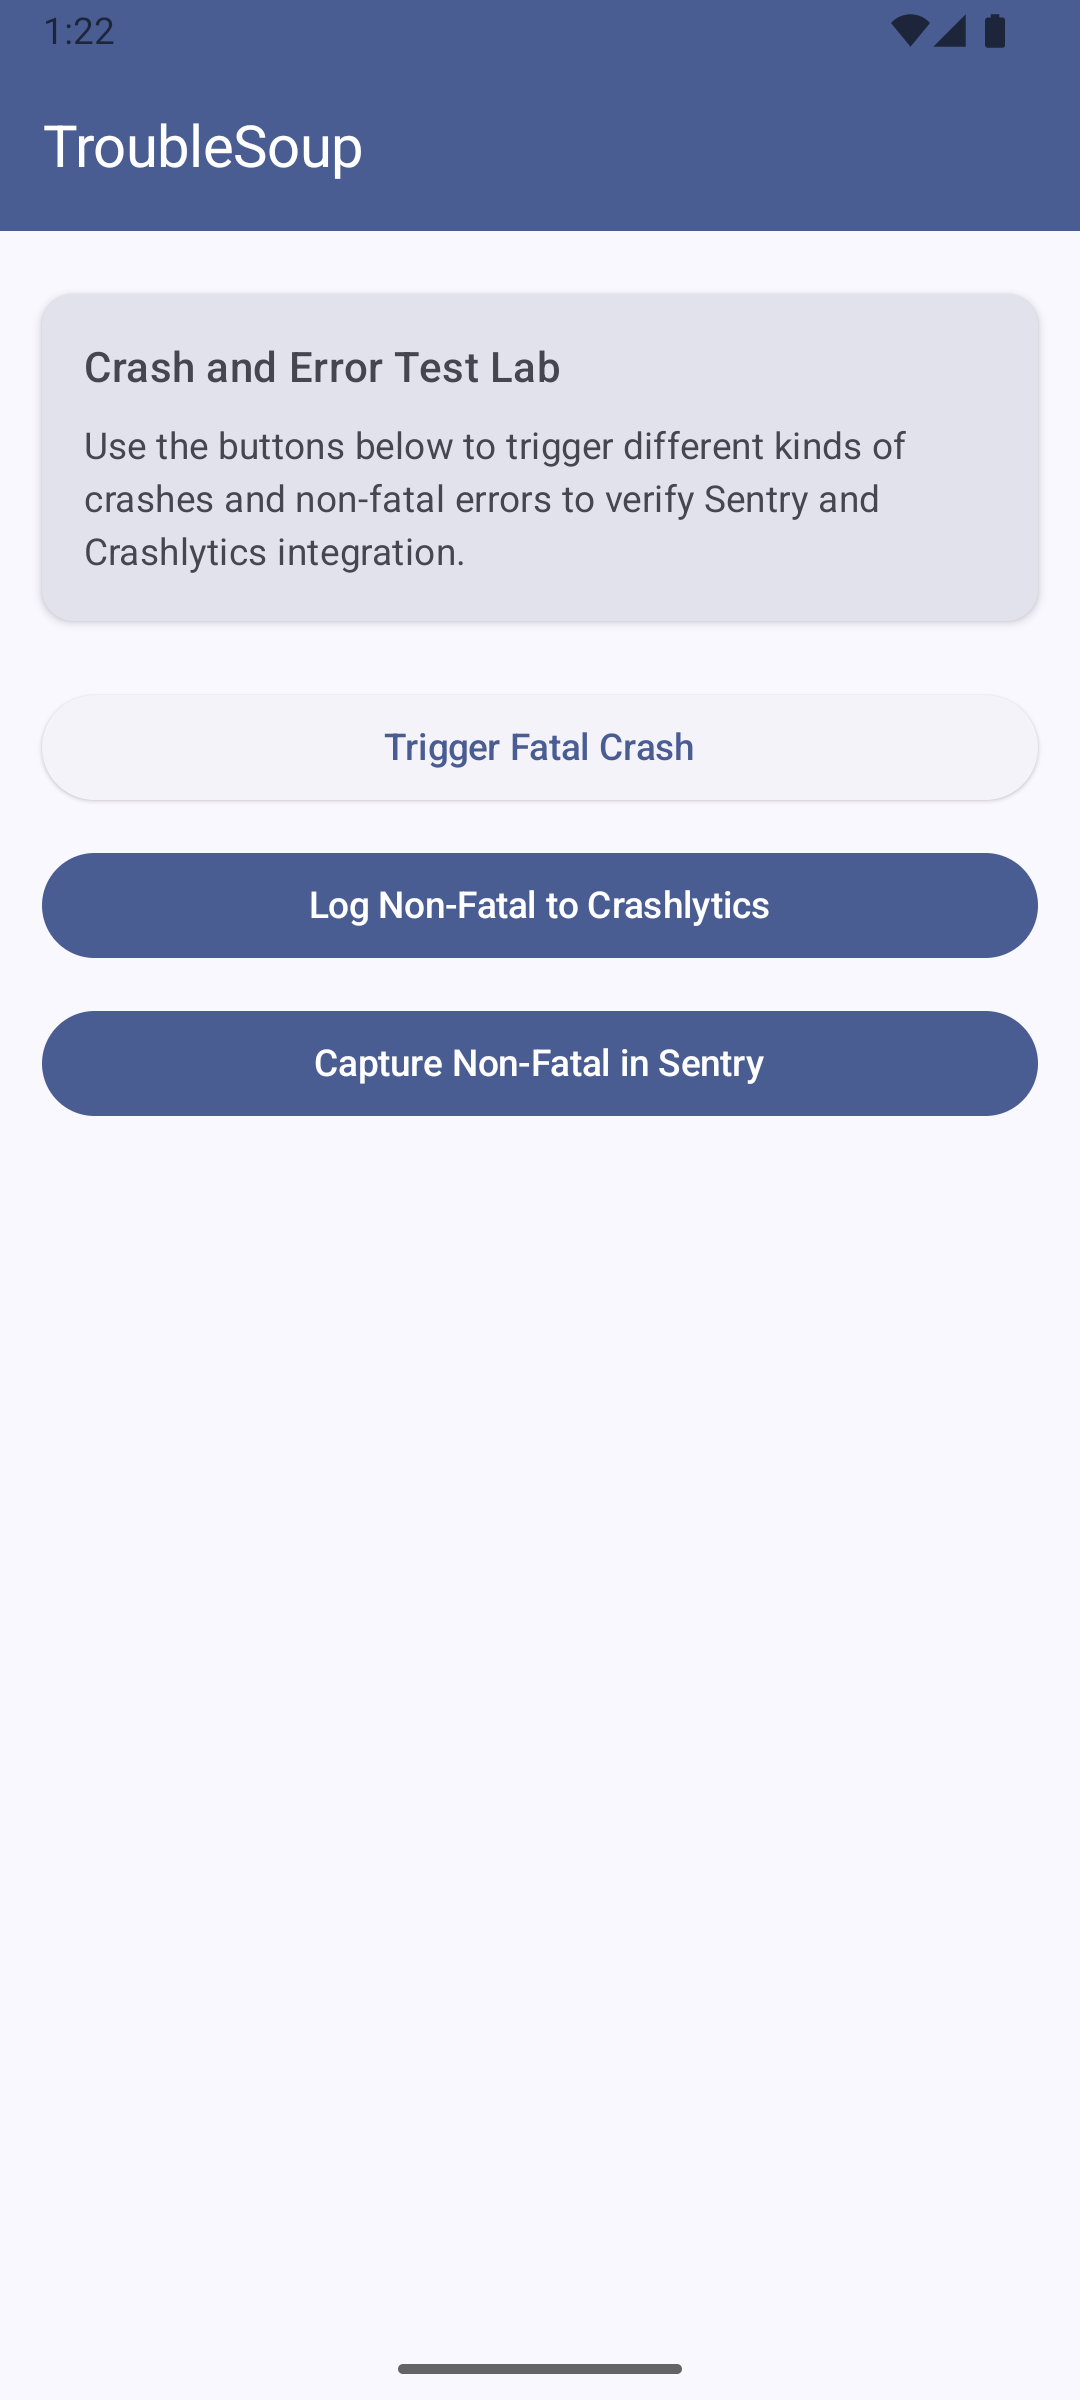 1:22
TroubleSoup
Crash and Error Test Lab
Use the buttons below to trigger different kinds of
crashes and non-fatal errors to verify Sentry and
Crashlytics integration.
Trigger Fatal Crash
Log Non-Fatal to Crashlytics
Capture Non-Fatal in Sentry